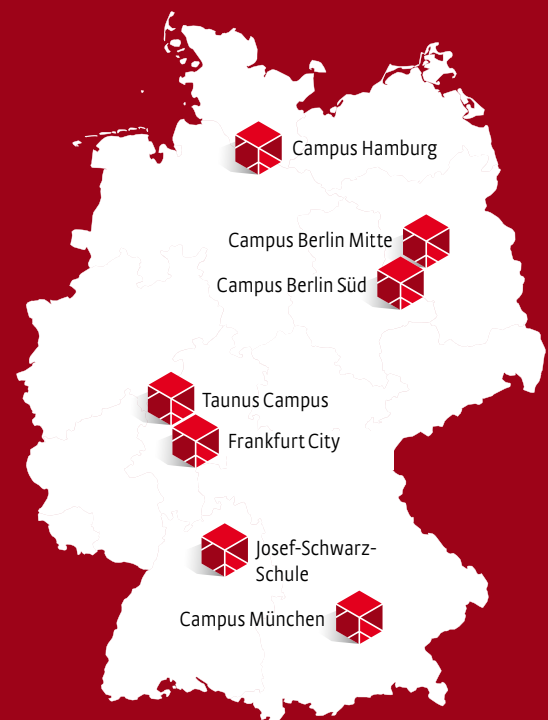 Campus Hamburg
Campus Berlin Mitte
Campus Berlin Süd
Taunus Campus
Frankfurt City
Josef-Schwarz-
Schule
Campus München